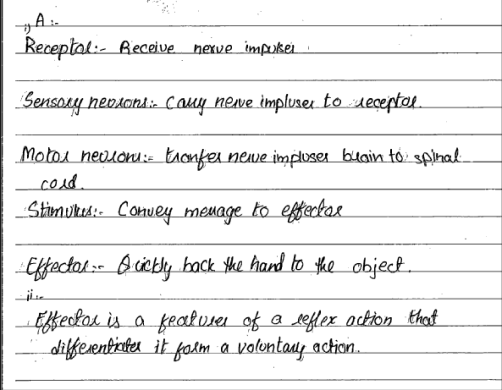 i) A :-
Receptor:- Receive nerve impulses.
Sensory neurons:- Carry nerve impluser to receptor.
Motor neurions:- tranfer nerve impluses brain to spinal
cord.
Stimulus:- Convey message to effector
Effector:- Quickly back the hand to the object.
ii:-
Effector is a features of a reflex action that
differentiates it form a voluntary action.